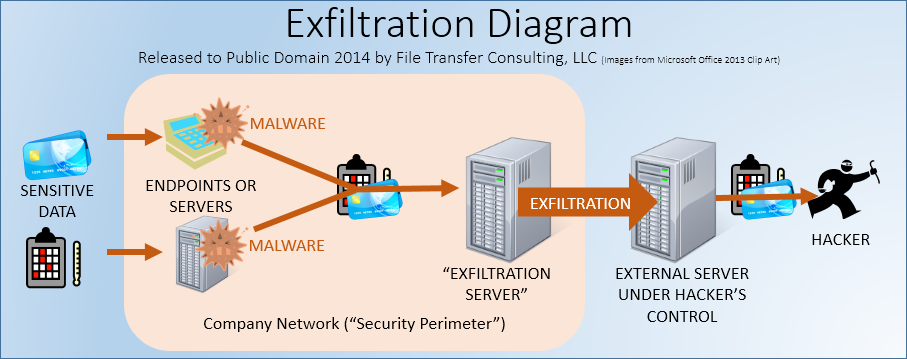 Exfiltration Diagram
Released to Public Domain 2014 by File Transfer Consulting, LLC (Images from Microsoft Office 2013 Clip Art)
MALWARE
SENSITIVE
DATA
ENDPOINTS OR
SERVERS
MALWARE
EXFILTRATION
HACKER
“EXFILTRATION
SERVER”
EXTERNAL SERVER
UNDER HACKER’S
CONTROL
Company Network (“Security Perimeter”)